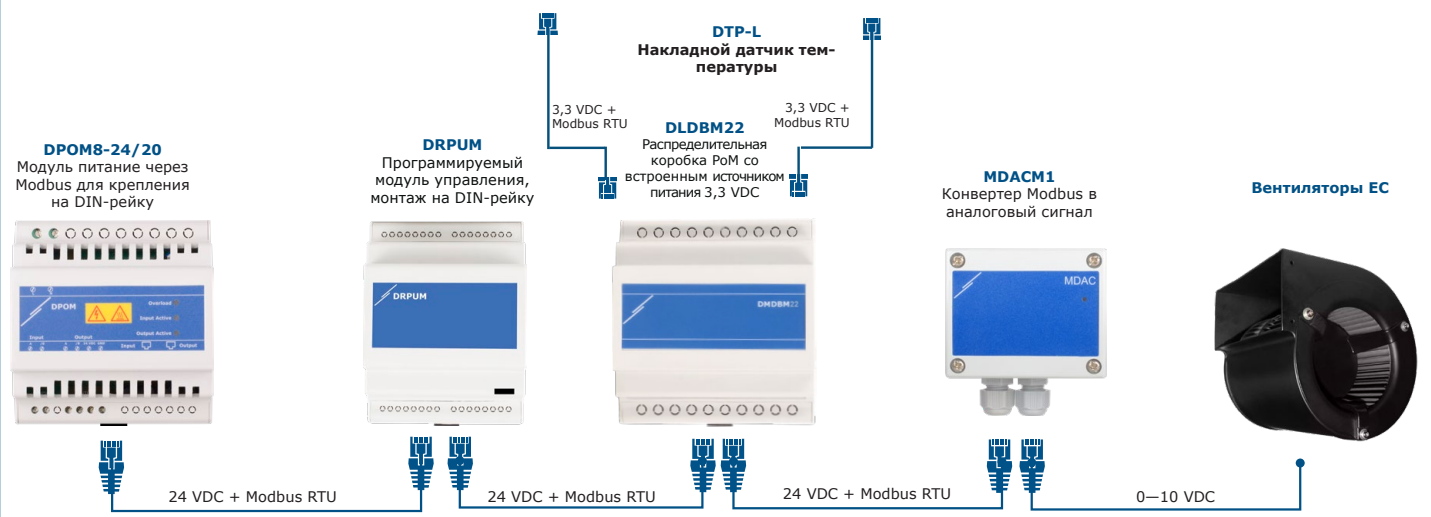 DTP-L
Накладной датчик тем-
пературы
3,3 VDC +
Modbus RTU
3,3 VDC +
Modbus RTU
DPOM8-24/20
Модуль питание через
Modbus для крепления
на DIN-рейку
DRPUM
Программируемый
модуль управления,
монтаж на DIN-рейку
DLDBM22
Распределительная
коробка PoM со
встроенным источником
питания 3,3 VDC
MDACM1
Конвертер Modbus в
аналоговый сигнал
Вентиляторы EC
DPOM
Overload
Input Active
Output Active
Input
Output
Input
Output
DRPUM
DMDBM22
MDAC
24 VDC + Modbus RTU
24 VDC + Modbus RTU
24 VDC + Modbus RTU
0—10 VDC